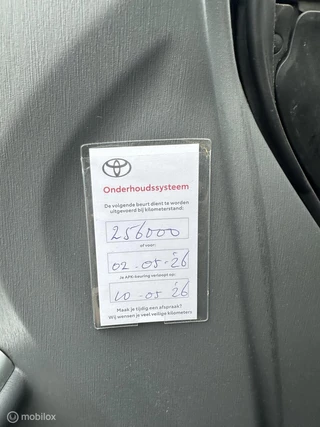 Onderhoudssysteem
De volgende beurt dient te worden
uitgevoerd bij kilometerstand:
256000
of voor:
02-05-'26
Je APK-keuring verloopt op:
10-05-'26
Maak je tijdig een afspraak?
Wij wensen je veel veilige kilometers
© mobilox